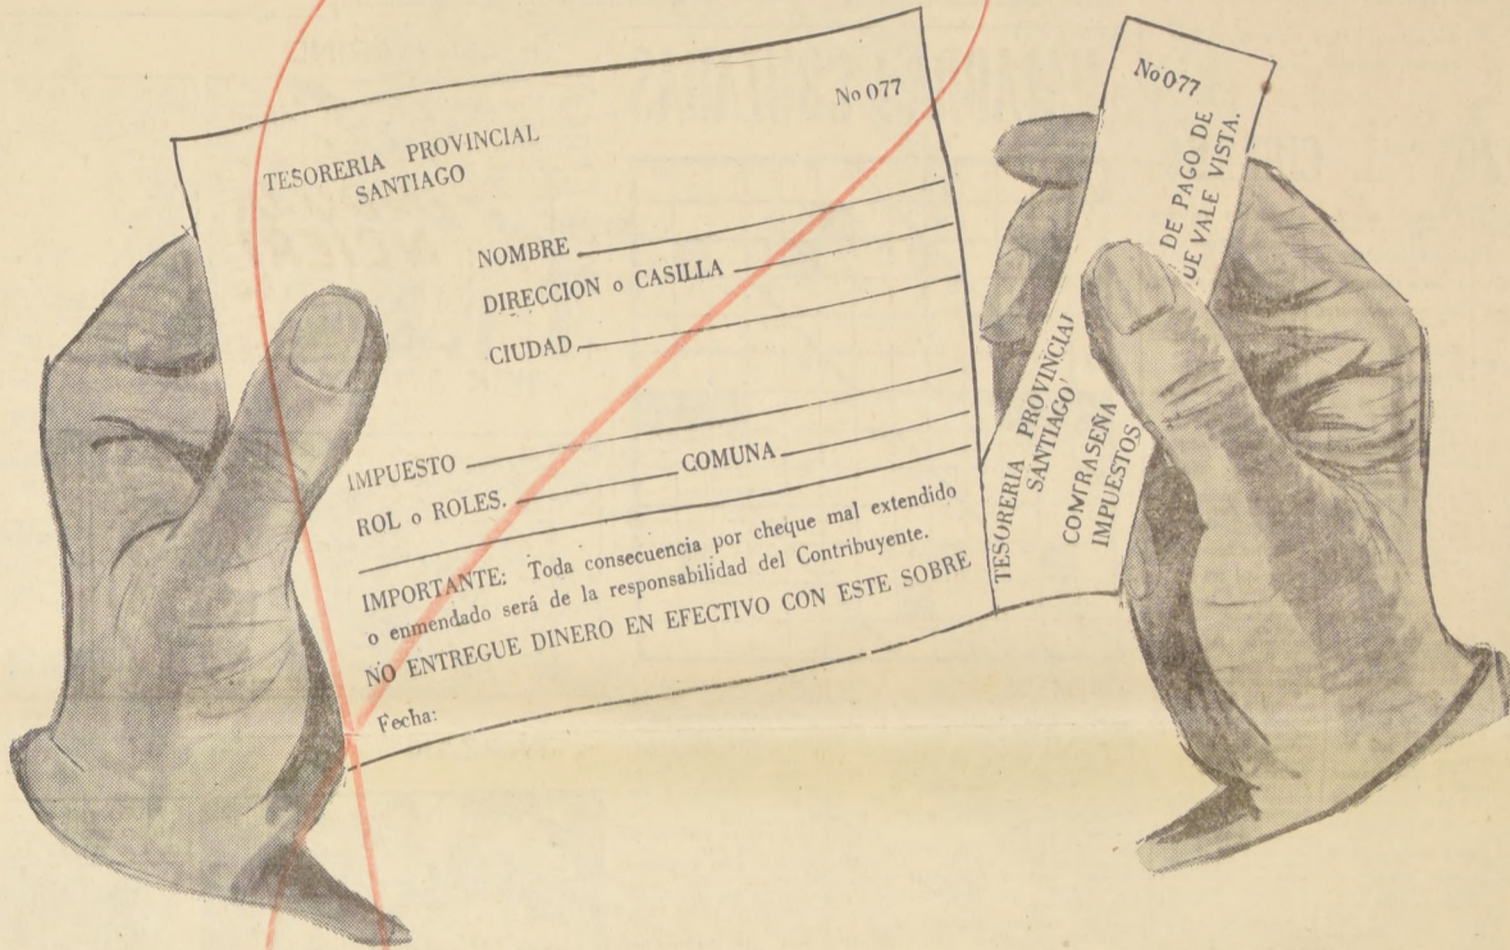 No 077
TESORERIA PROVINCIAL
SANTIAGO
NOMBRE
DIRECCION o CASILLA
CIUDAD
IMPUESTO
ROL o ROLES. COMUNA
IMPORTANTE: Toda consecuencia por cheque mal extendido
o enmendado será de la responsabilidad del Contribuyente.
NO ENTREGUE DINERO EN EFECTIVO CON ESTE SOBRE
Fecha:
No 077
TESORERIA PROVINCIAL
SANTIAGO
CONTRASEÑA DE PAGO DE
IMPUESTOS VALE VISTA.